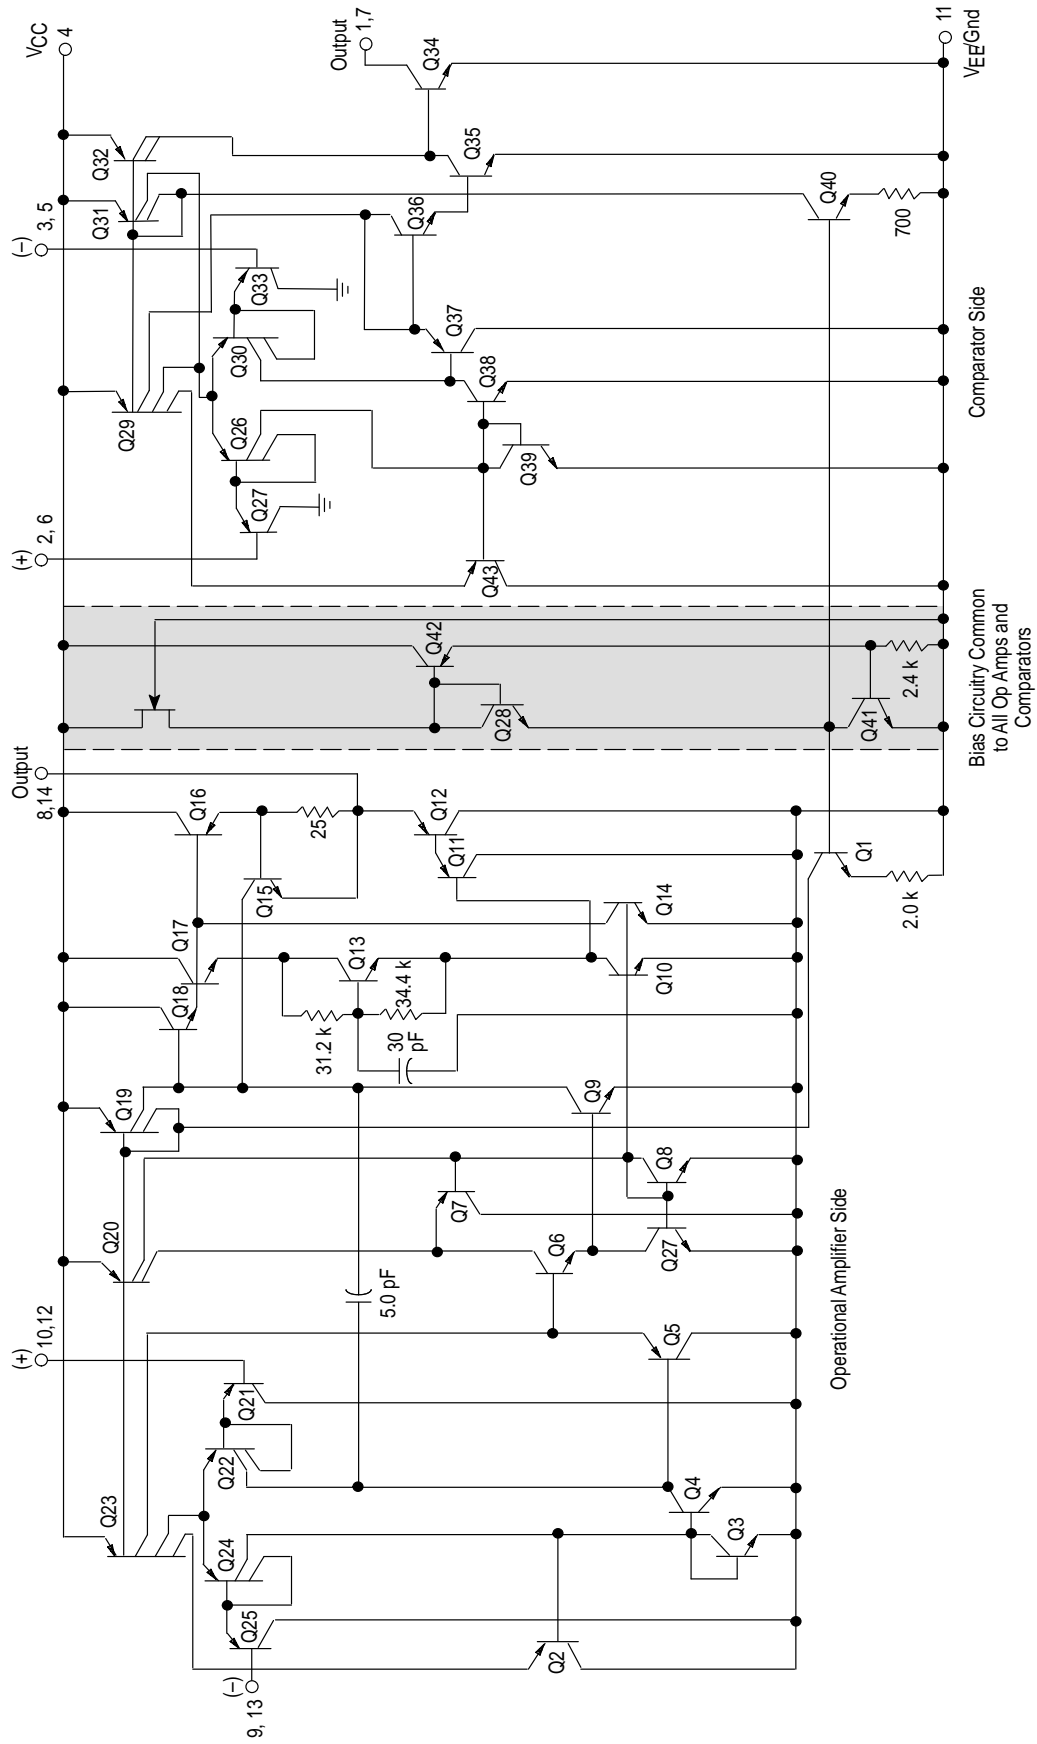 VCC
4
Q23
Q20
Q19
Q18
Q17
Q16
8,14
Output
(–)
9, 13
Q25
Q24
Q22
Q21
(+)
10,12
Q2
Q3
Q4
Q5
Q6
Q7
Q27
Q8
Q9
5.0 pF
31.2 k
34.4 k
30
pF
Q13
Q15
25
Q10
Q14
Q11
Q12
Q1
2.0 k
Operational Amplifier Side
Q28
Q42
Q41
2.4 k
Bias Circuitry Common
to All Op Amps and
Comparators
(+)
2, 6
Q27
Q26
Q29
Q30
Q33
(–)
3, 5
Q31
Q32
Q43
Q39
Q38
Q37
Q36
Q35
Q34
Output
1,7
Q40
700
Comparator Side
11
VEE/Gnd